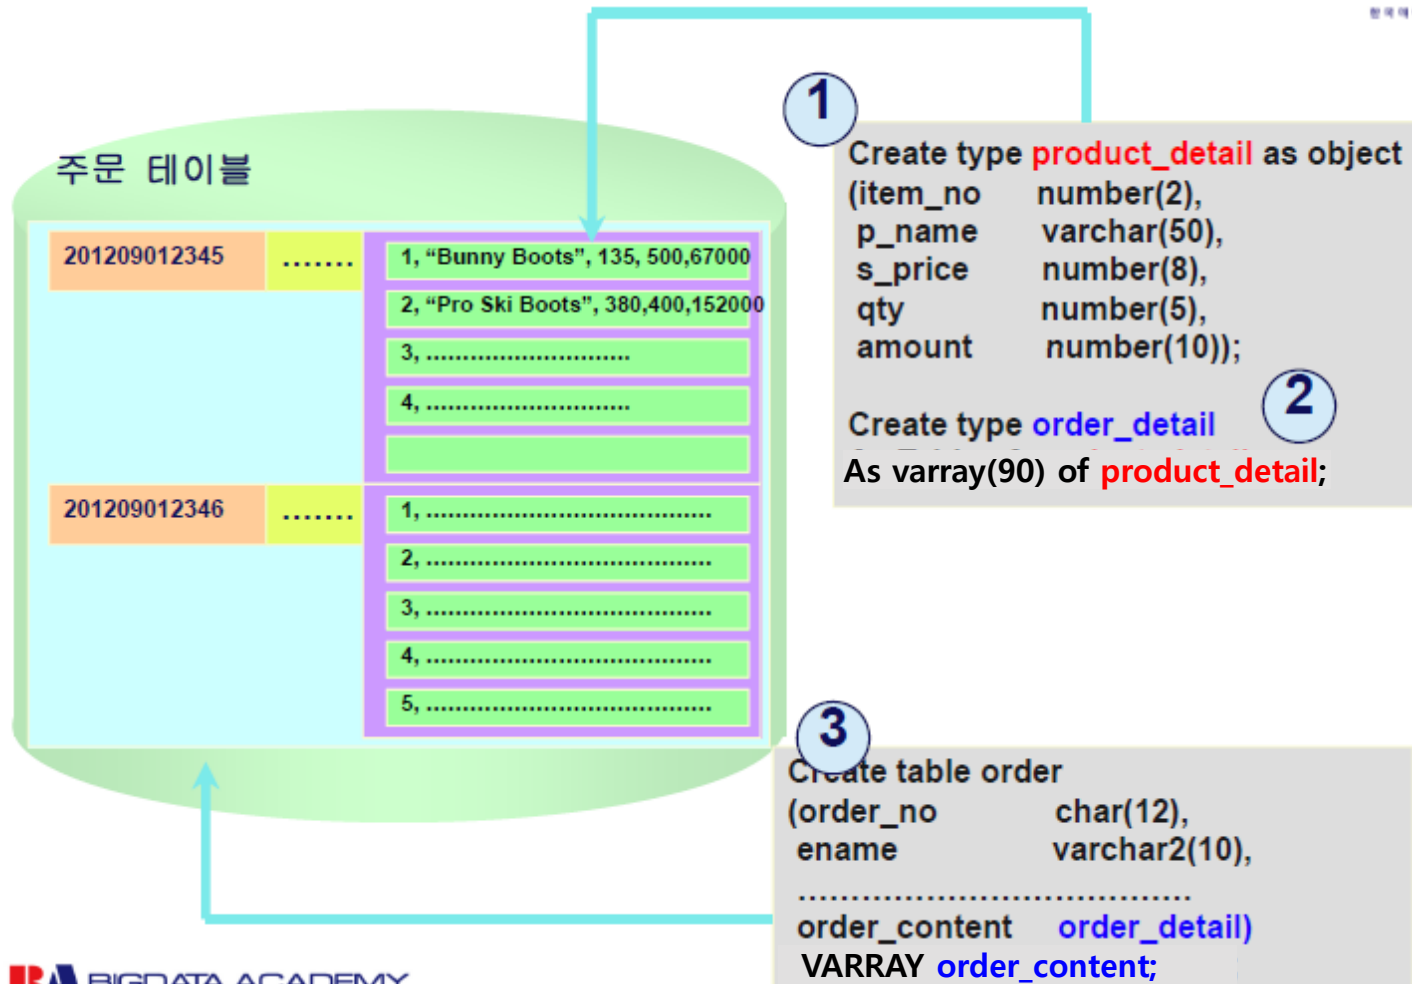 주문 테이블
201209012345
.......
1, “Bunny Boots”, 135, 500,67000
2, “Pro Ski Boots”, 380,400,152000
3, ............................
4, ............................
201209012346
.......
1, .......................................
2, .......................................
3, .......................................
4, .......................................
5, .......................................
1
Create type product_detail as object
(item_no number(2),
p_name varchar(50),
s_price number(8),
qty number(5),
amount number(10));
2
Create type order_detail
As varray(90) of product_detail;
3
Create table order
(order_no char(12),
ename varchar2(10),
.....................................
order_content order_detail)
VARRAY order_content;
BIGDATA ACADEMY